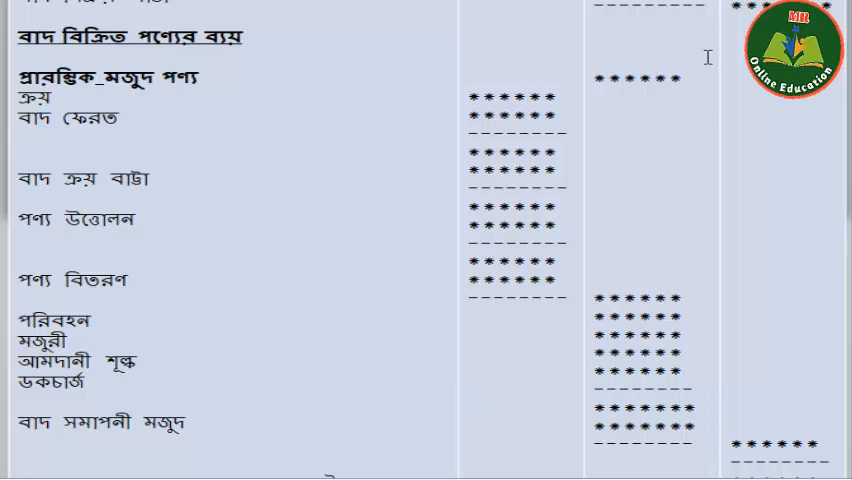 বাদ বিক্রিত পণ্যের ব্যয়
প্রারম্ভিক_মজুদ পণ্য ******
ক্রয় ******
বাদ ফেরত ******
----------
******
বাদ ক্রয় বাট্টা ******
----------
পণ্য উত্তোলন ******
******
----------
******
পণ্য বিতরণ ******
----------
******
পরিবহন ******
মজুরী ******
আমদানী শূল্ক ******
ডকচার্জ ******
----------
*******
বাদ সমাপনী মজুদ *******
----------
******
----------
MR
Online Education